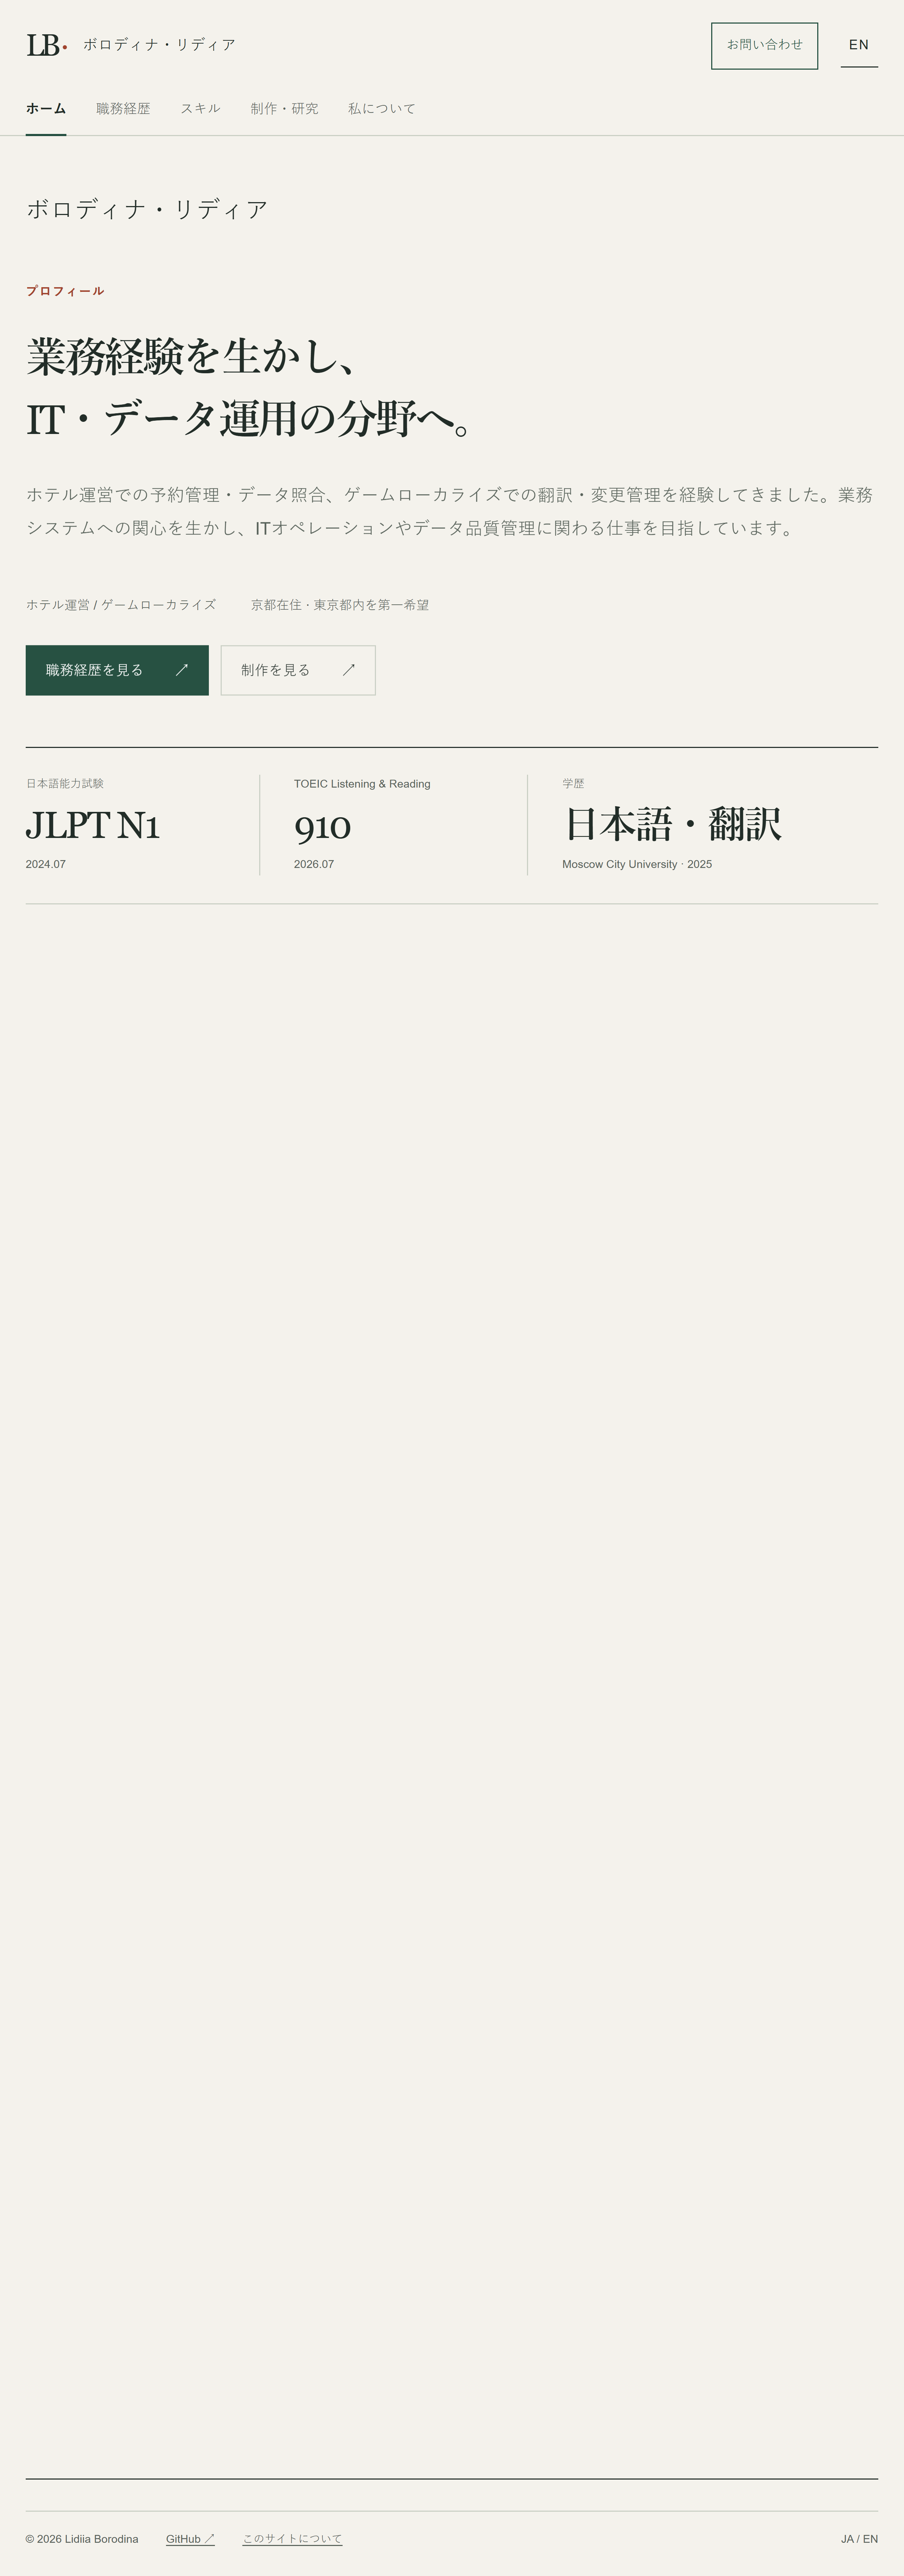 LB· ボロディナ・リディア
お問い合わせ
EN
ホーム 職務経歴 スキル 制作・研究 私について
ボロディナ・リディア
プロフィール
業務経験を生かし、
IT・データ運用の分野へ。
ホテル運営での予約管理・データ照合、ゲームローカライズでの翻訳・変更管理を経験してきました。業務
システムへの関心を生かし、ITオペレーションやデータ品質管理に関わる仕事を目指しています。
ホテル運営 / ゲームローカライズ 京都在住・東京都内を第一希望
職務経歴を見る ↗ 制作を見る ↗
日本語能力試験
JLPT N1
2024.07
TOEIC Listening & Reading
910
2026.07
学歴
日本語・翻訳
Moscow City University · 2025
© 2026 Lidiia Borodina GitHub ↗ このサイトについて JA / EN